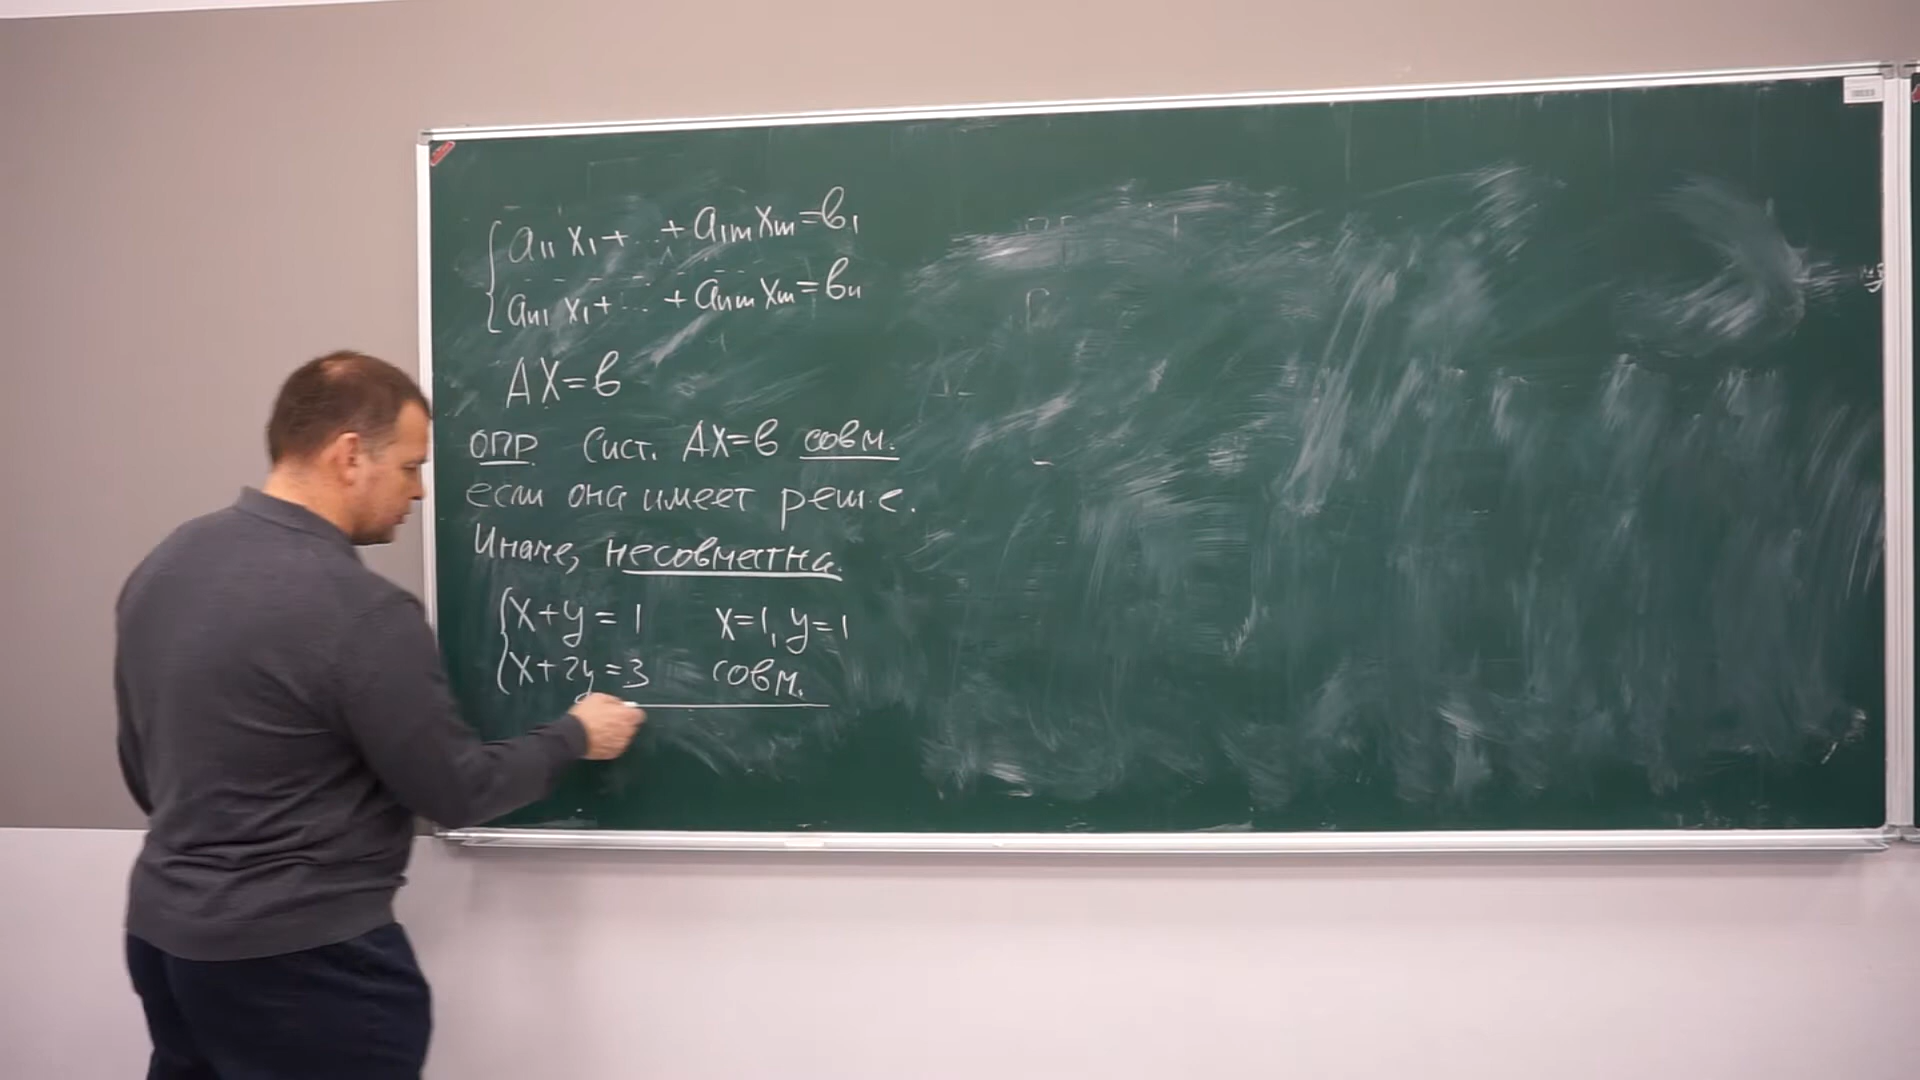 a₁₁ x₁ + ... + a₁ₘ xₘ = b₁
aₙ₁ x₁ + ... + aₙₘ xₘ = bₙ
AX=b
ОПР. Сист. AX=b совм.
если она имеет реш-е.
Иначе, несовместна.
x+y=1 x=1, y=1
x+2y=3 совм.